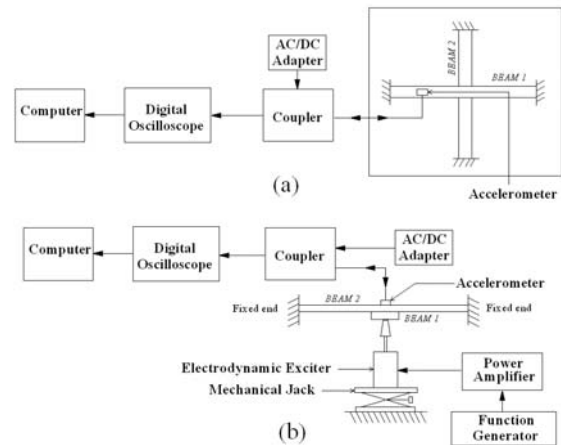 AC/DC
Adapter
Computer
Digital
Oscilloscope
Coupler
BEAM 2
BEAM 1
Accelerometer
(a)
Computer
Digital
Oscilloscope
Coupler
AC/DC
Adapter
Accelerometer
BEAM 2
Fixed end
BEAM 1
Fixed end
Electrodynamic Exciter
Mechanical Jack
Power
Amplifier
Function
Generator
(b)